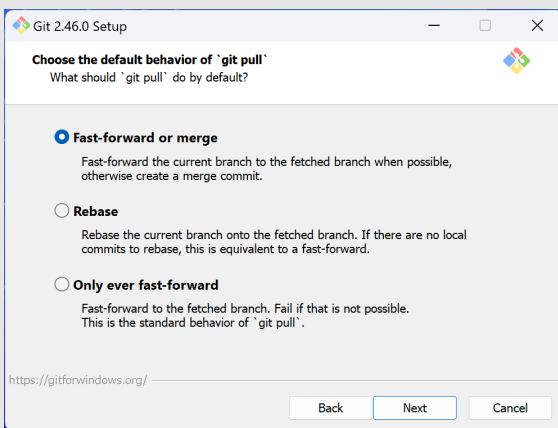 Git 2.46.0 Setup
Choose the default behavior of `git pull`
What should `git pull` do by default?
Fast-forward or merge
Fast-forward the current branch to the fetched branch when possible,
otherwise create a merge commit.
Rebase
Rebase the current branch onto the fetched branch. If there are no local
commits to rebase, this is equivalent to a fast-forward.
Only ever fast-forward
Fast-forward to the fetched branch. Fail if that is not possible.
This is the standard behavior of `git pull`.
https://gitforwindows.org/
Back
Next
Cancel